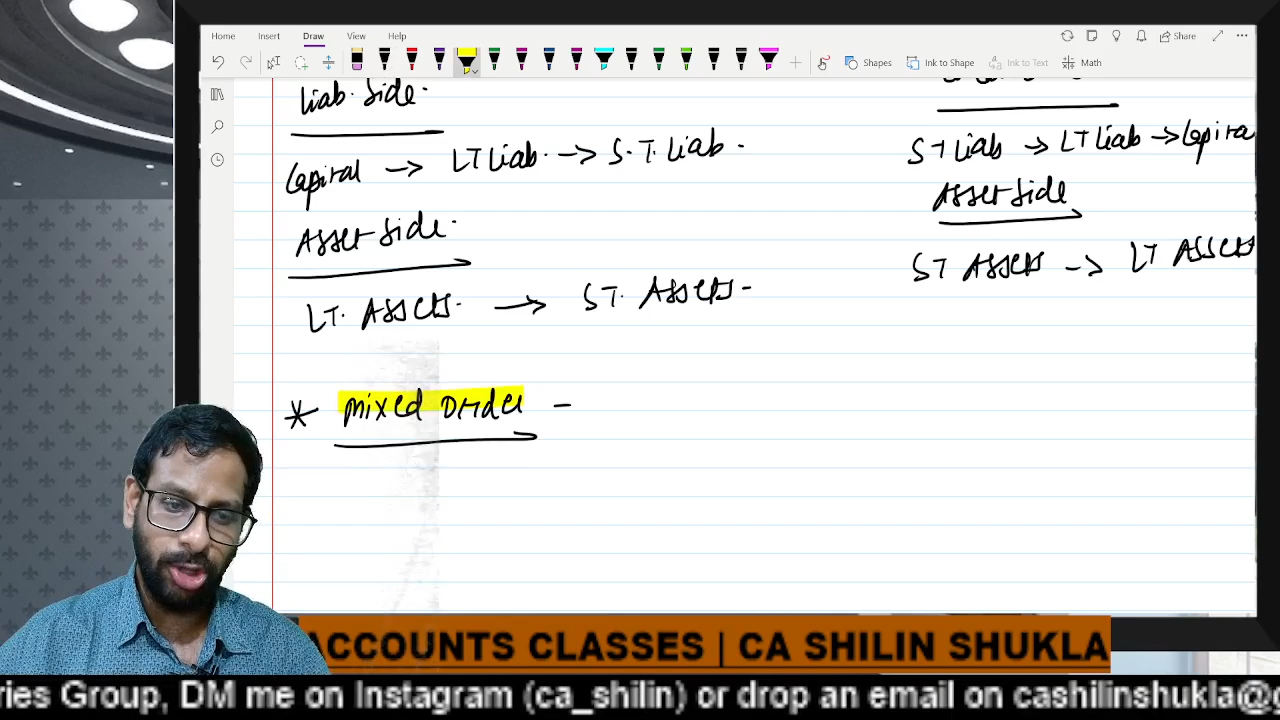 Home Insert Draw View Help
Share
Shapes Ink to Shape Ink to Text Math
Liab. Side.
Capital → LT Liab. → S.T. Liab.
Asset Side.
LT. Assets. → ST. Assets.
ST Liab → LT Liab → Capital
Asset Side
ST Assets → LT Assets
* Mixed Order -
ACCOUNTS CLASSES | CA SHILIN SHUKLA
ries Group, DM me on Instagram (ca_shilin) or drop an email on cashilinshukla@g